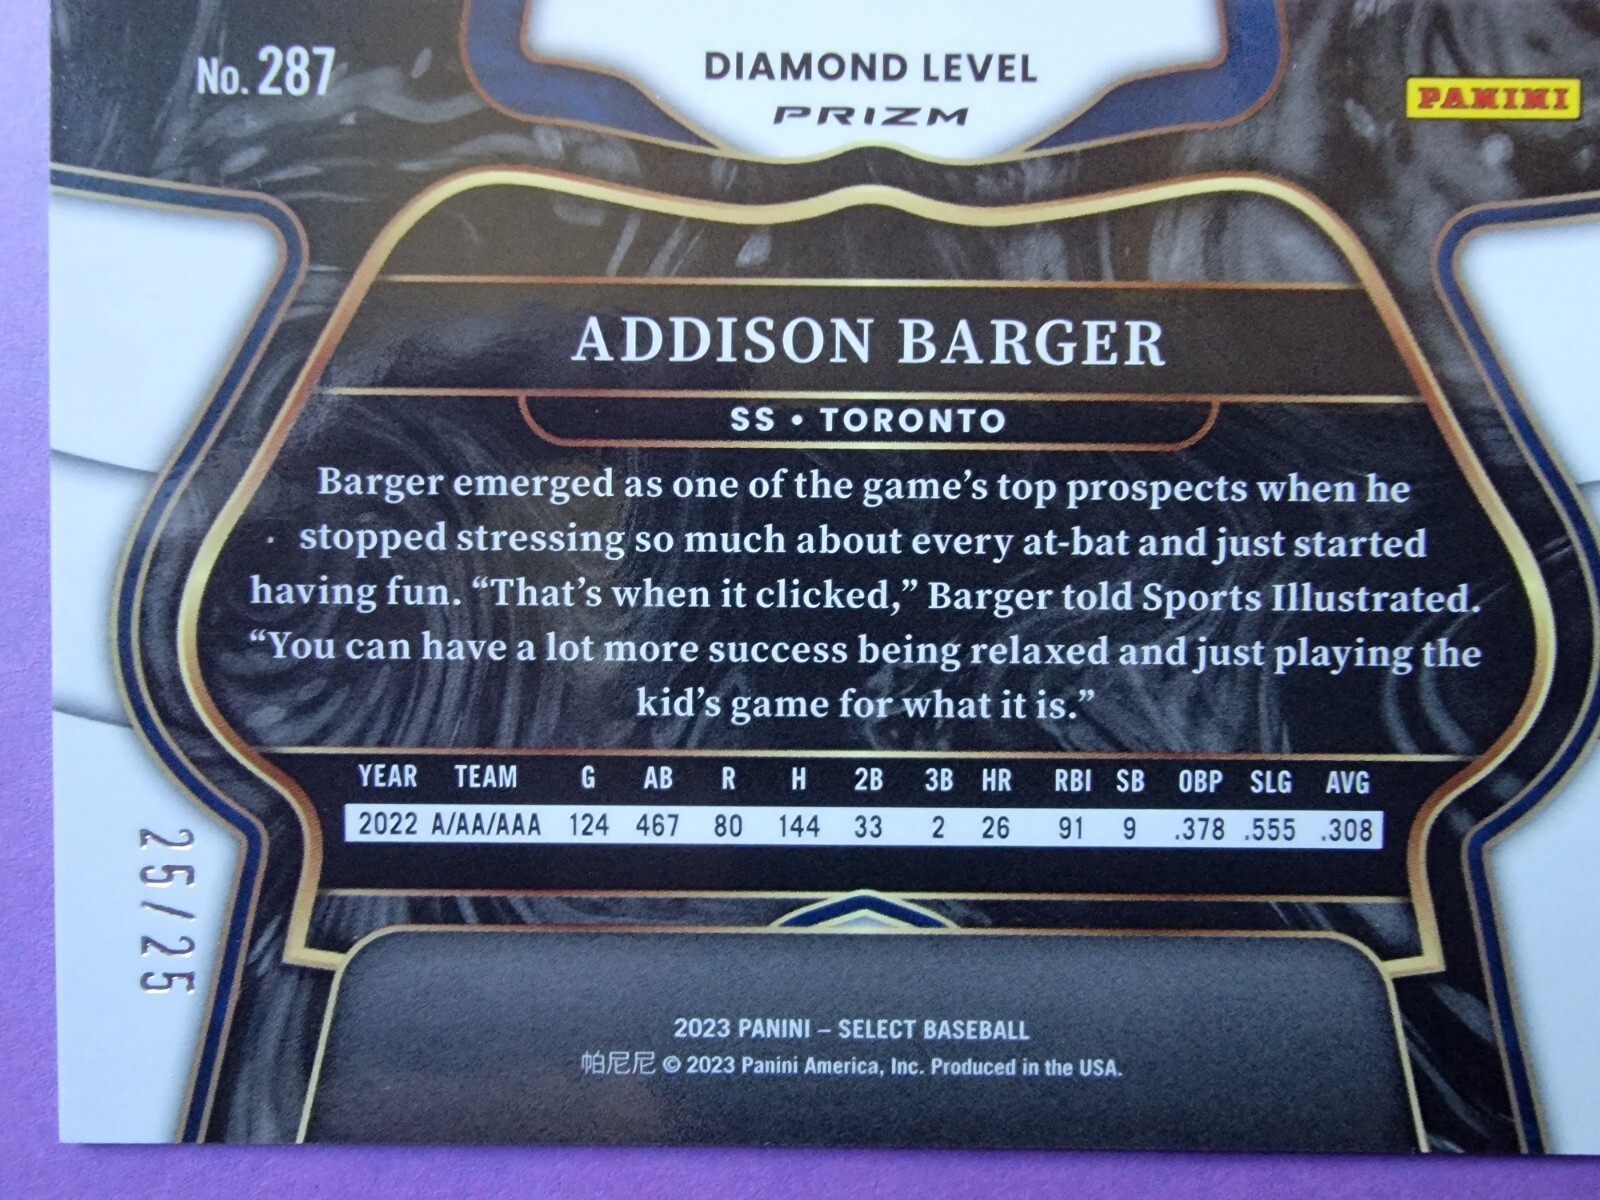 No. 287
DIAMOND LEVEL
PRIZM
PANINI
ADDISON BARGER
SS • TORONTO
Barger emerged as one of the game’s top prospects when he
stopped stressing so much about every at-bat and just started
having fun. “That’s when it clicked,” Barger told Sports Illustrated.
“You can have a lot more success being relaxed and just playing the
kid’s game for what it is.”
YEAR TEAM G AB R H 2B 3B HR RBI SB OBP SLG AVG
2022 A/AA/AAA 124 467 80 144 33 2 26 91 9 .378 .555 .308
25/25
2023 PANINI – SELECT BASEBALL
帕尼尼 © 2023 Panini America, Inc. Produced in the USA.